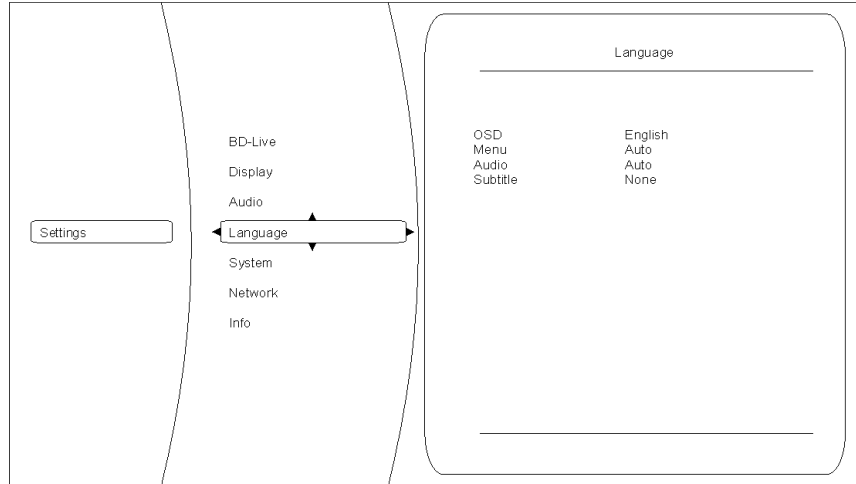 Settings
BD-Live
Display
Audio
Language
System
Network
Info
Language
OSD English
Menu Auto
Audio Auto
Subtitle None